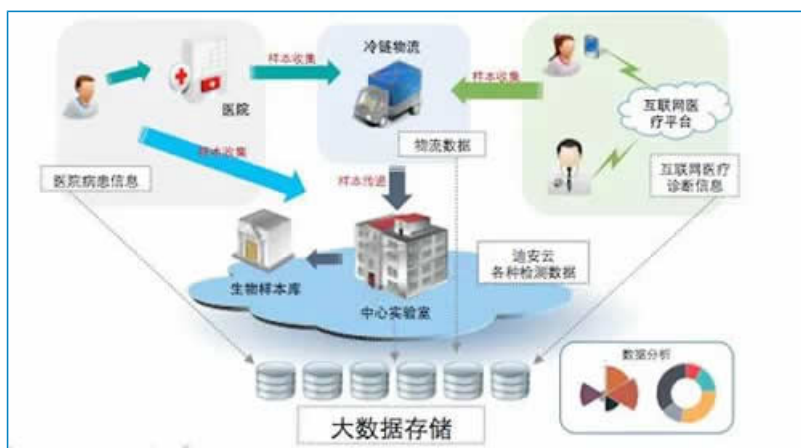 冷链物流
样本收集
样本收集
医院
互联网医
疗平台
样本收集
物流数据
医院病患信息
样本传递
互联网医疗
诊断信息
迪安云
各种检测数据
生物样本库
中心实验室
数据分析
大数据存储